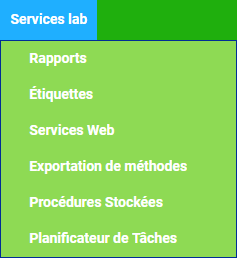 Services lab
Rapports
Étiquettes
Services Web
Exportation de méthodes
Procédures Stockées
Planificateur de Tâches